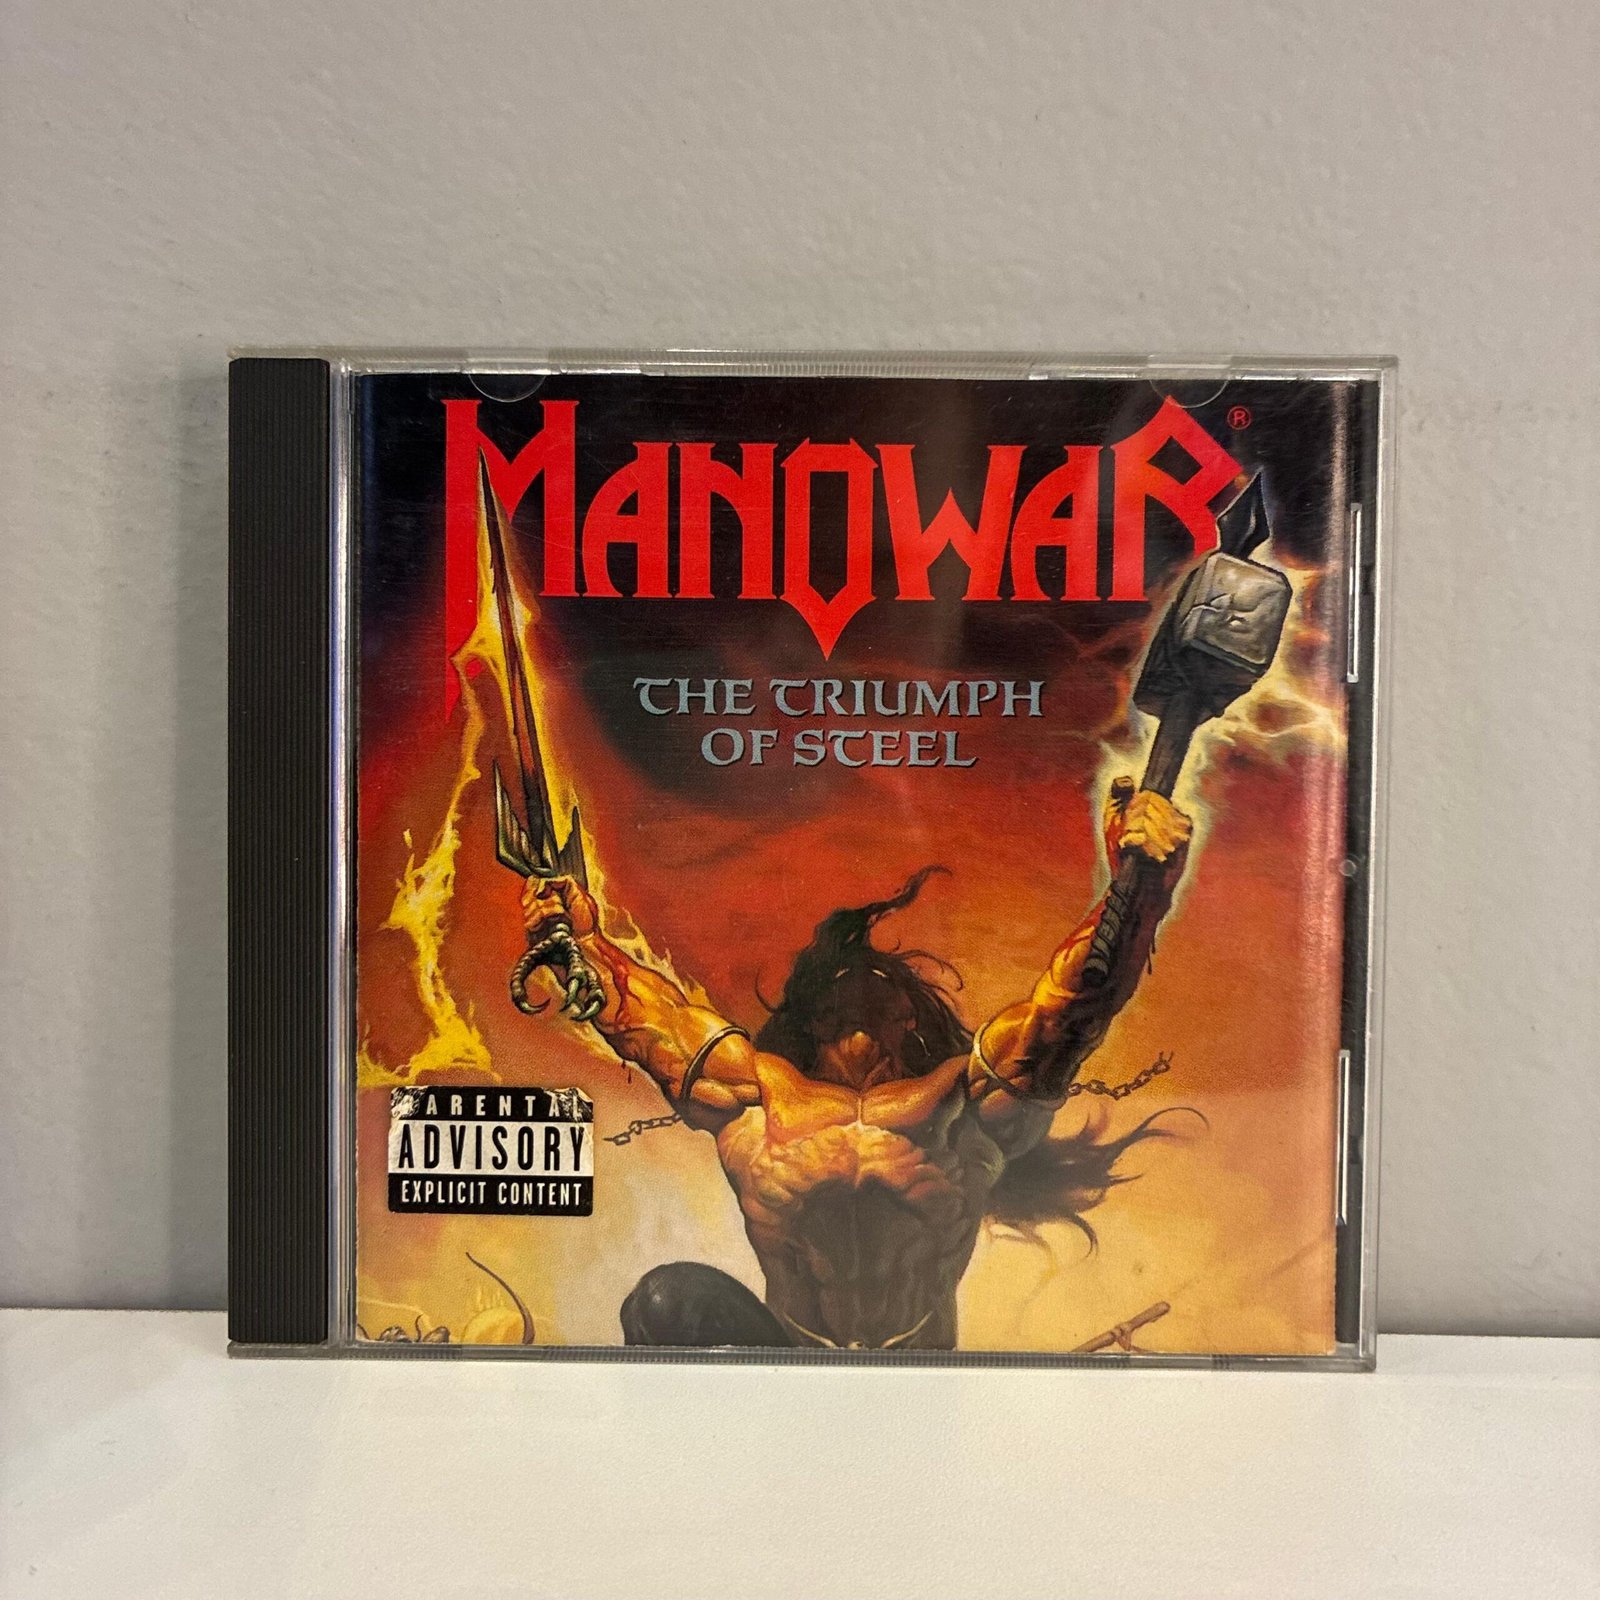 MANOWAR®
THE TRIUMPH
OF STEEL
PARENTAL
ADVISORY
EXPLICIT CONTENT